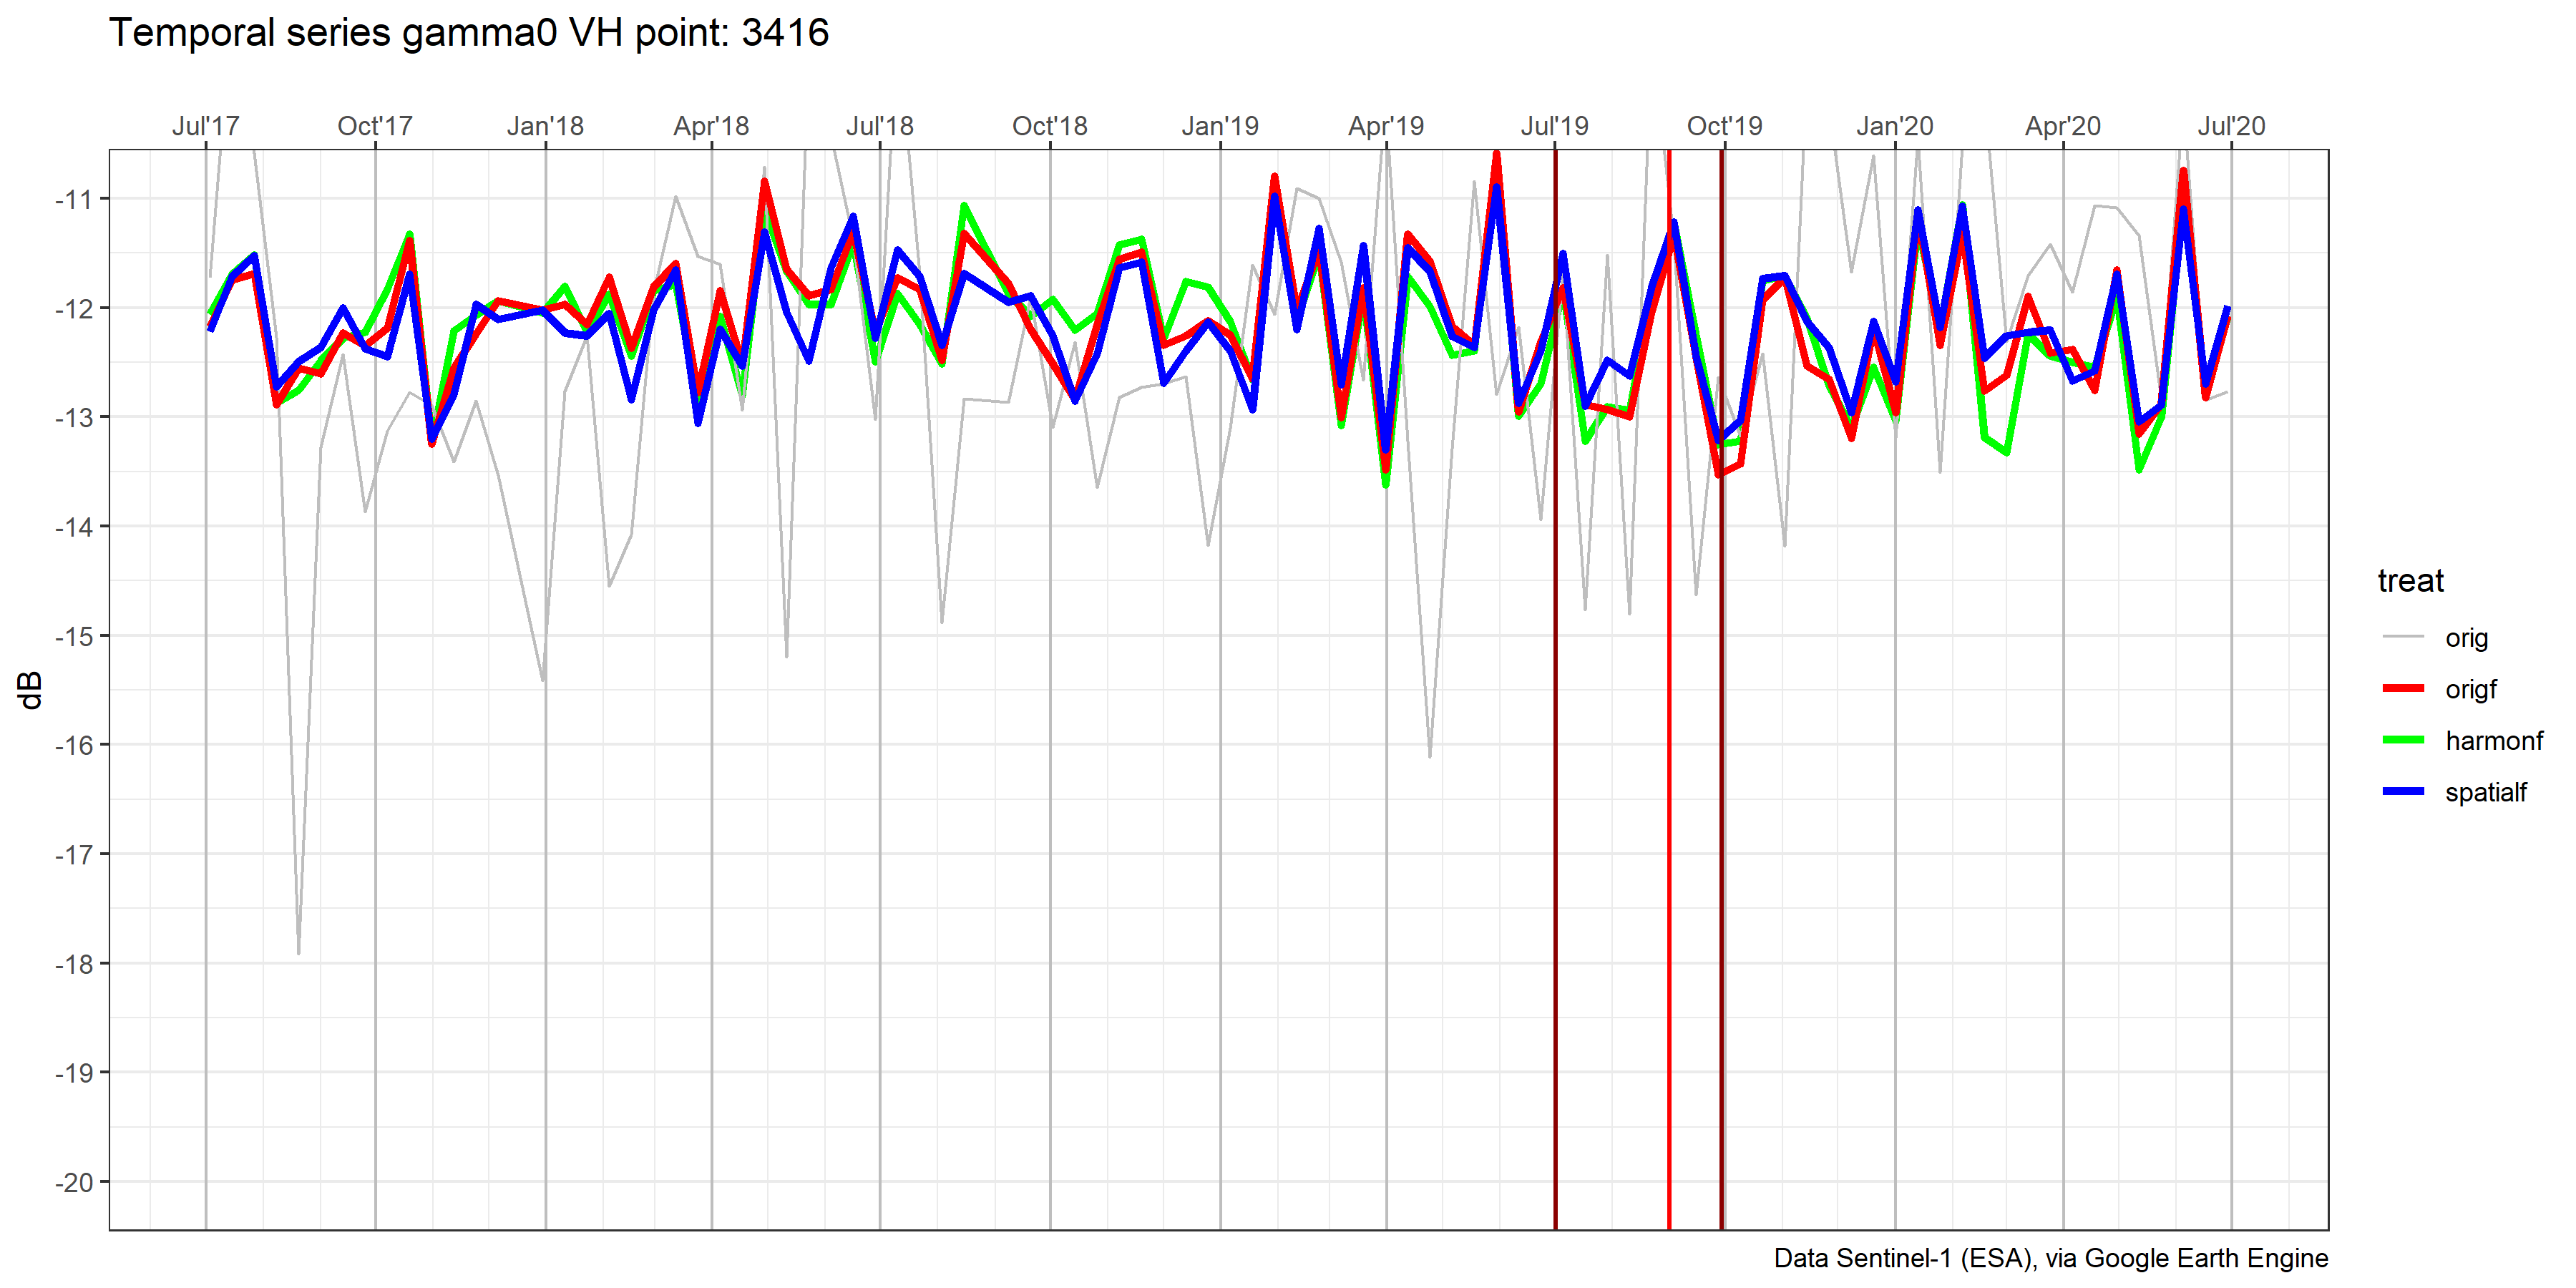 Temporal series gamma0 VH point: 3416
Jul'17 Oct'17 Jan'18 Apr'18 Jul'18 Oct'18 Jan'19 Apr'19 Jul'19 Oct'19 Jan'20 Apr'20 Jul'20
-11
-12
-13
-14
-15
-16
-17
-18
-19
-20
dB
treat
orig
origf
harmonf
spatialf
Data Sentinel-1 (ESA), via Google Earth Engine